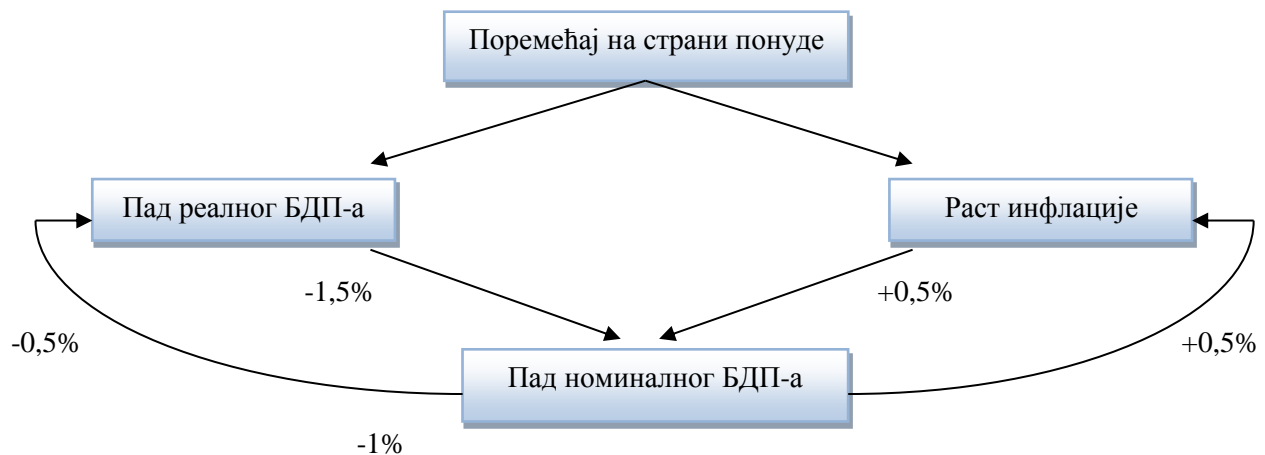 Поремећај на страни понуде
Пад реалног БДП-а
Раст инфлације
-1,5%
+0,5%
-0,5%
+0,5%
Пад номиналног БДП-а
-1%